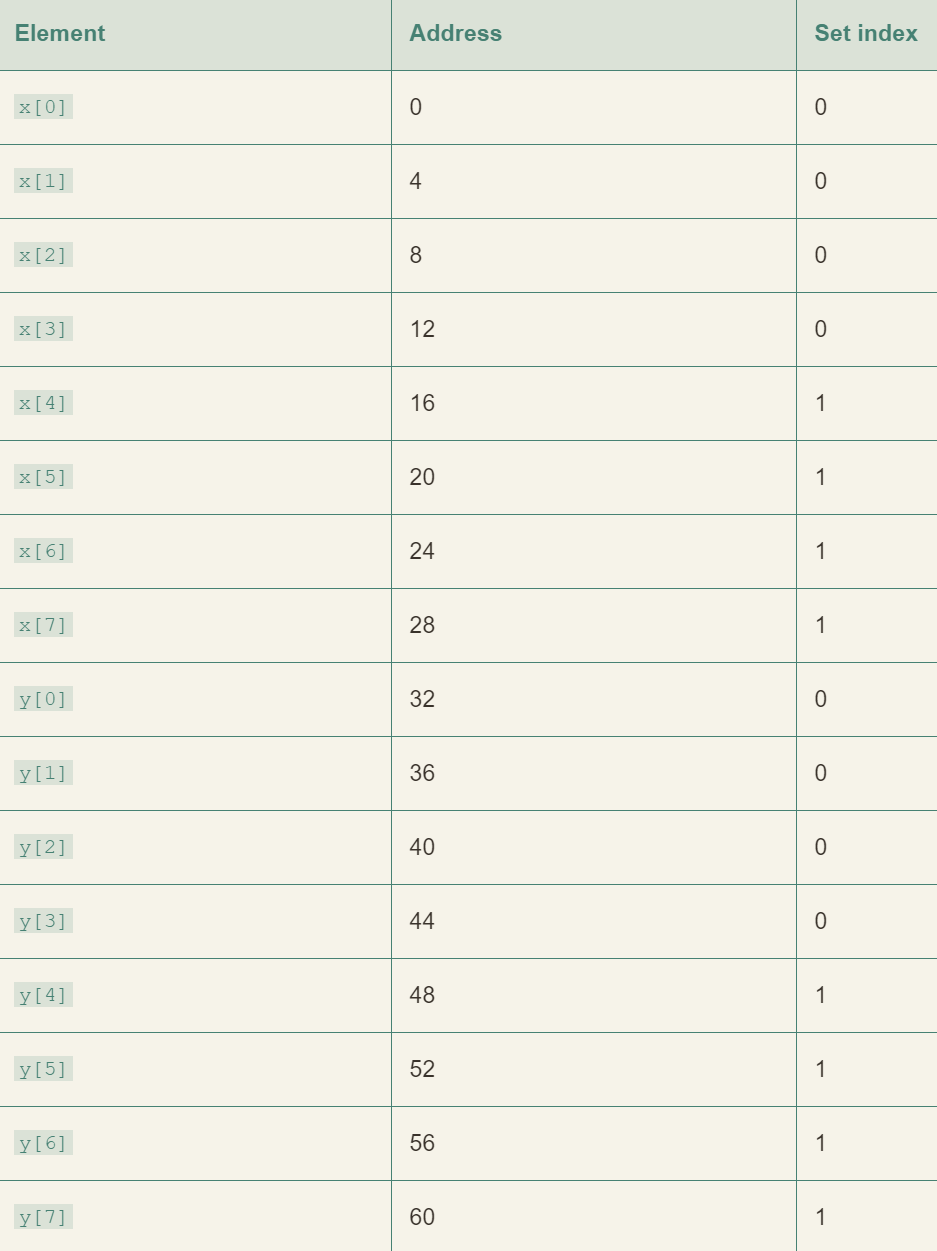 Element Address Set index
x[0] 0 0
x[1] 4 0
x[2] 8 0
x[3] 12 0
x[4] 16 1
x[5] 20 1
x[6] 24 1
x[7] 28 1
y[0] 32 0
y[1] 36 0
y[2] 40 0
y[3] 44 0
y[4] 48 1
y[5] 52 1
y[6] 56 1
y[7] 60 1